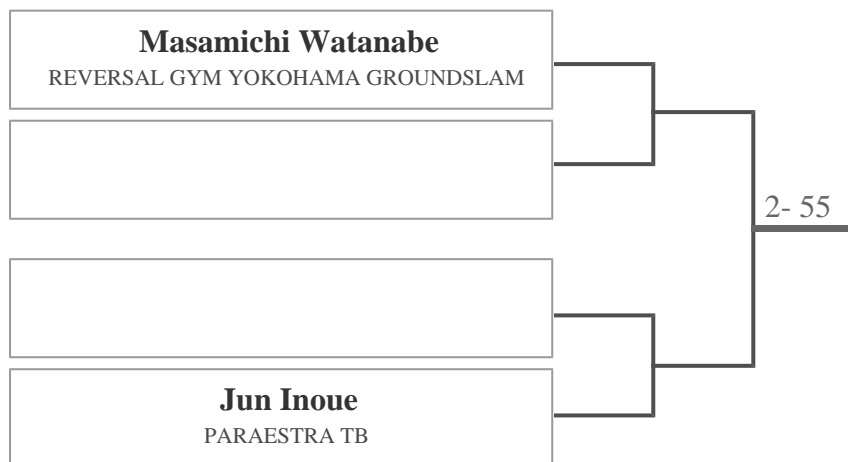 Masamichi Watanabe
REVERSAL GYM YOKOHAMA GROUNDSLAM
2- 55
Jun Inoue
PARAESTRA TB